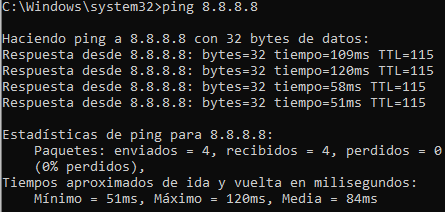 C:\Windows\system32>ping 8.8.8.8
Haciendo ping a 8.8.8.8 con 32 bytes de datos:
Respuesta desde 8.8.8.8: bytes=32 tiempo=109ms TTL=115
Respuesta desde 8.8.8.8: bytes=32 tiempo=120ms TTL=115
Respuesta desde 8.8.8.8: bytes=32 tiempo=58ms TTL=115
Respuesta desde 8.8.8.8: bytes=32 tiempo=51ms TTL=115
Estadísticas de ping para 8.8.8.8:
    Paquetes: enviados = 4, recibidos = 4, perdidos = 0
    (0% perdidos),
Tiempos aproximados de ida y vuelta en milisegundos:
    Mínimo = 51ms, Máximo = 120ms, Media = 84ms